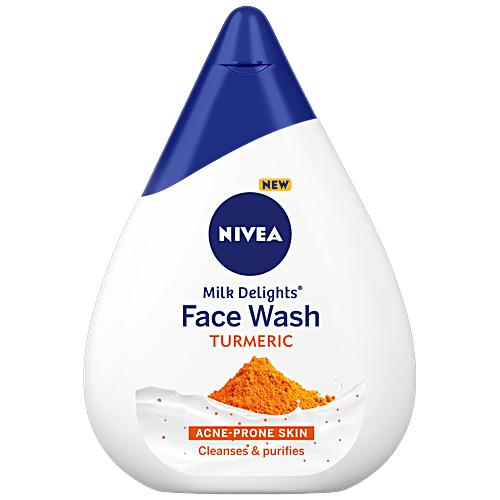 NEW
NIVEA
Milk Delights®
Face Wash
TURMERIC
ACNE-PRONE SKIN
Cleanses & purifies